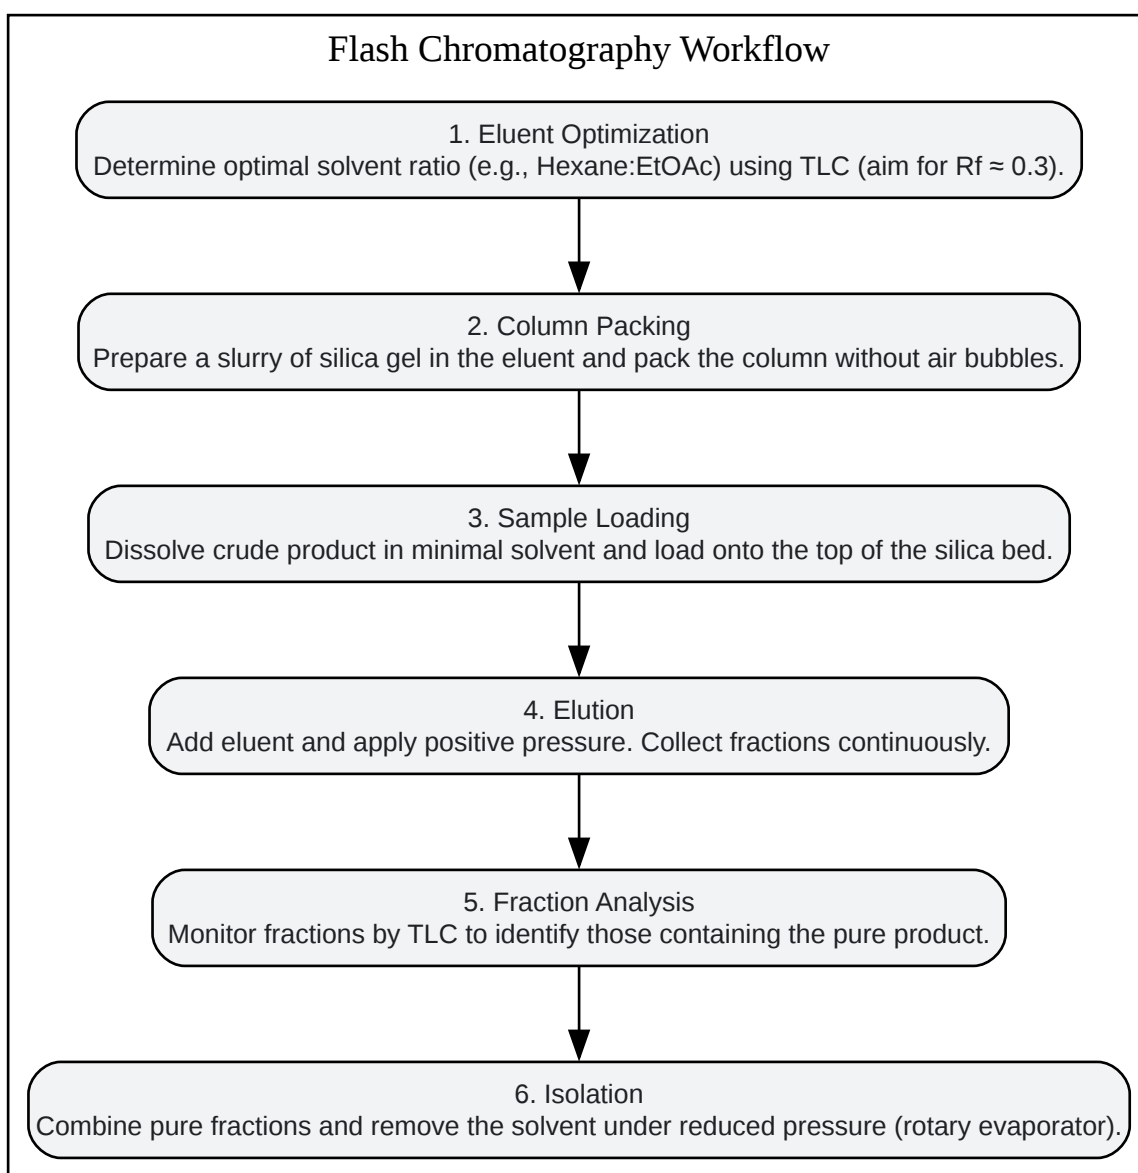 Flash Chromatography Workflow
1. Eluent Optimization
Determine optimal solvent ratio (e.g., Hexane:EtOAc) using TLC (aim for Rf ≈ 0.3).
2. Column Packing
Prepare a slurry of silica gel in the eluent and pack the column without air bubbles.
3. Sample Loading
Dissolve crude product in minimal solvent and load onto the top of the silica bed.
4. Elution
Add eluent and apply positive pressure. Collect fractions continuously.
5. Fraction Analysis
Monitor fractions by TLC to identify those containing the pure product.
6. Isolation
Combine pure fractions and remove the solvent under reduced pressure (rotary evaporator).